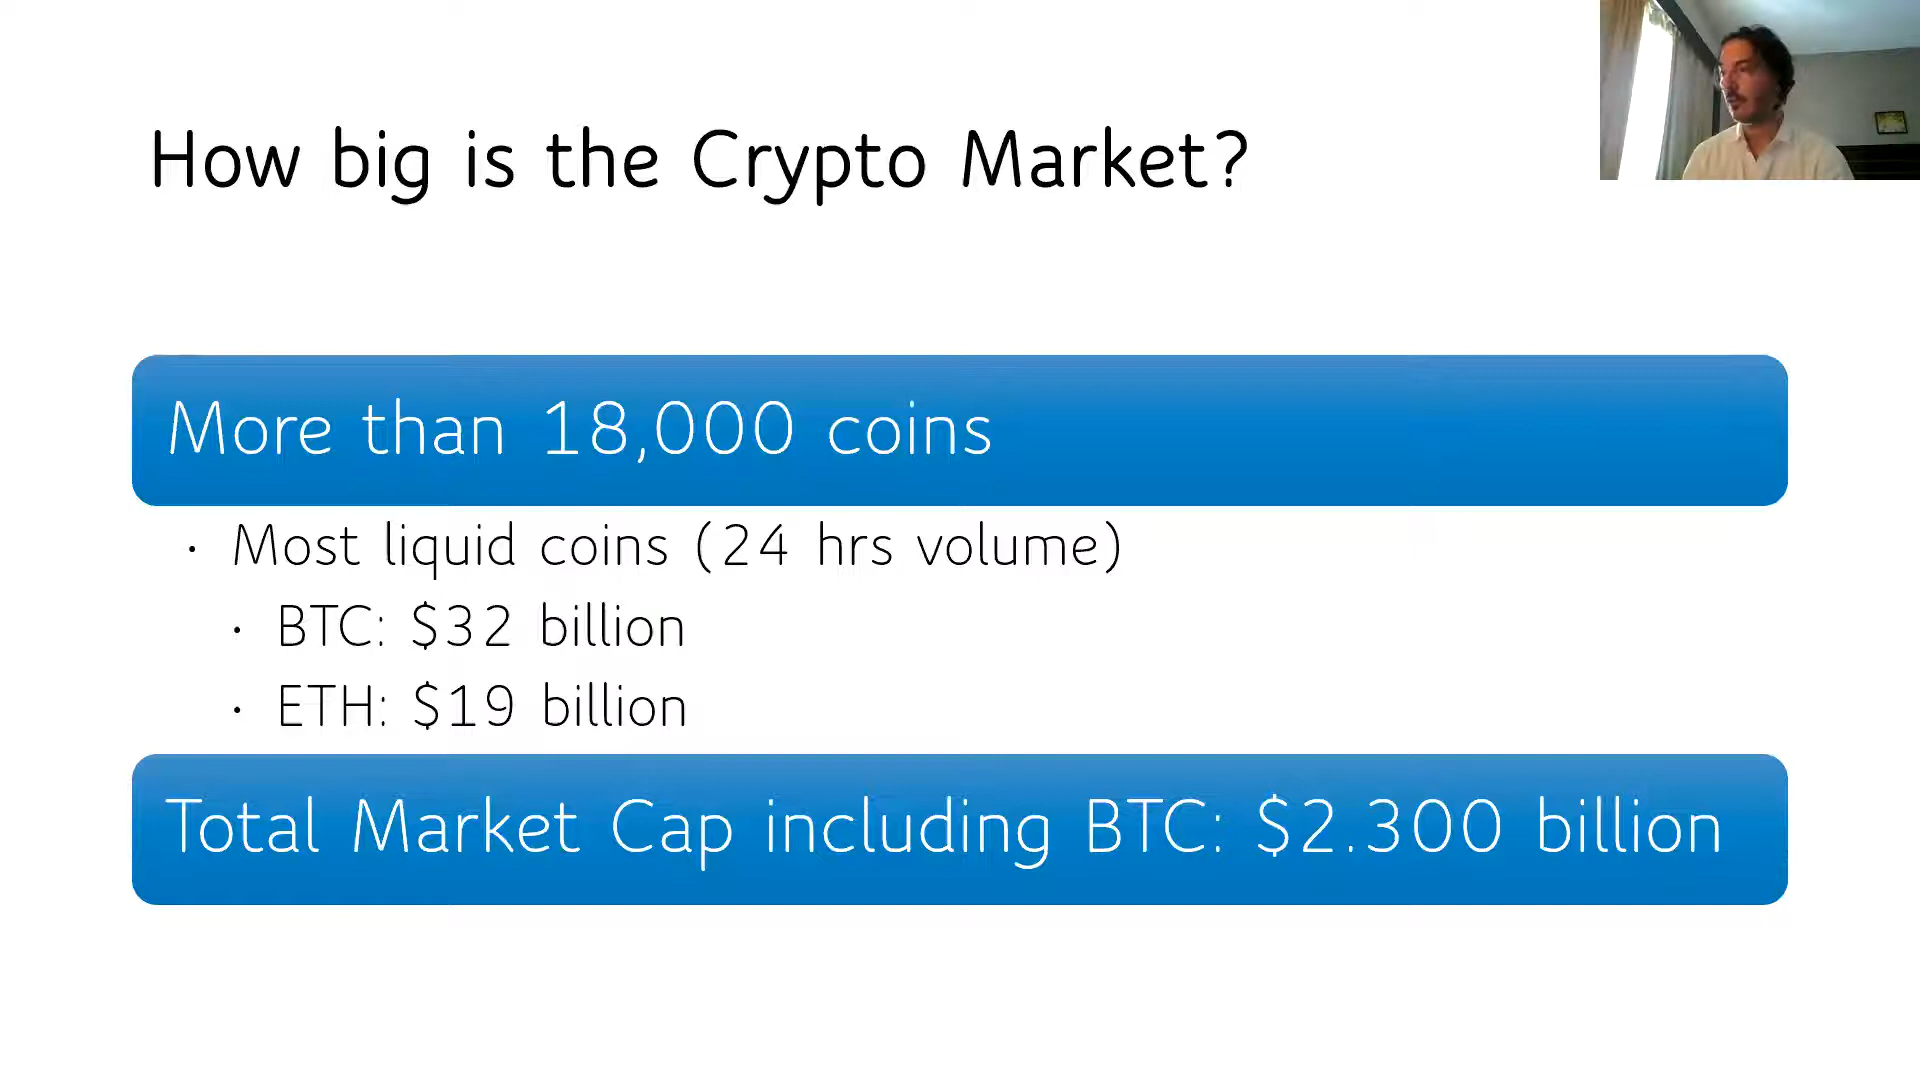 How big is the Crypto Market?
More than 18,000 coins
• Most liquid coins (24 hrs volume)
• BTC: $32 billion
• ETH: $19 billion
Total Market Cap including BTC: $2.300 billion